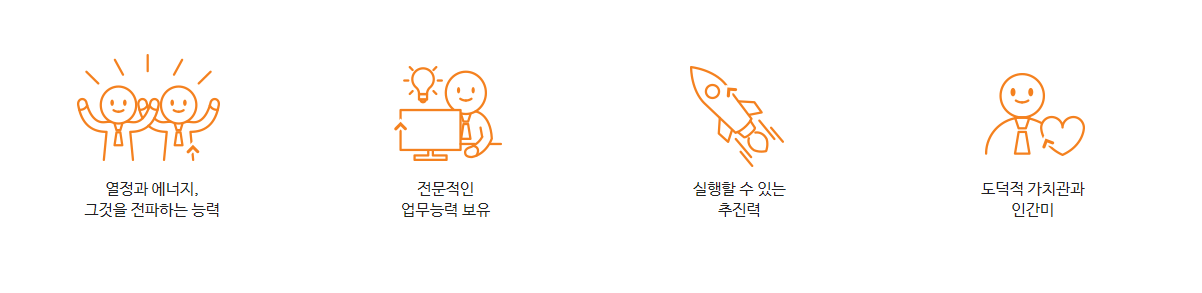 열정과 에너지,
그것을 전파하는 능력
전문적인
업무능력 보유
실행할 수 있는
추진력
도덕적 가치관과
인간미